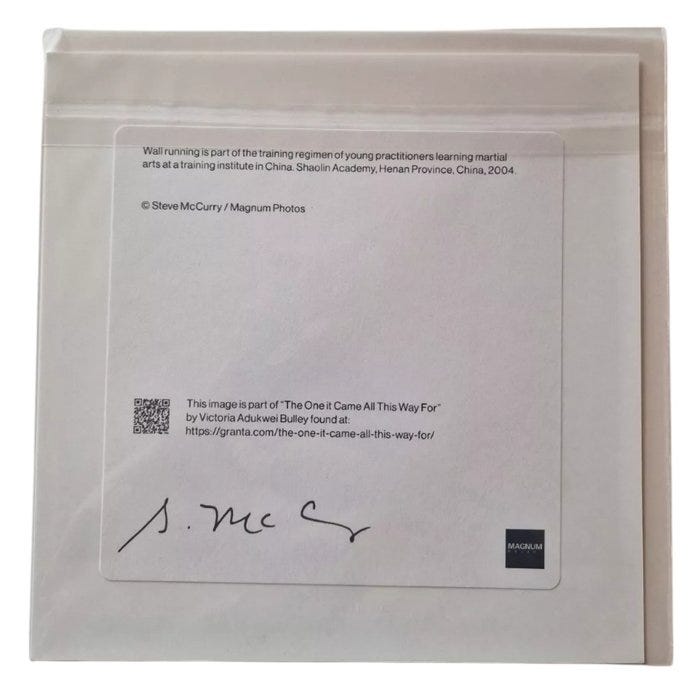 Wall running is part of the training regimen of young practitioners learning martial
arts at a training institute in China. Shaolin Academy, Henan Province, China, 2004.
© Steve McCurry / Magnum Photos
This image is part of "The One it Came All This Way For"
by Victoria Adukwei Bulley found at:
https://granta.com/the-one-it-came-all-this-way-for/
S. McC
MAGNUM